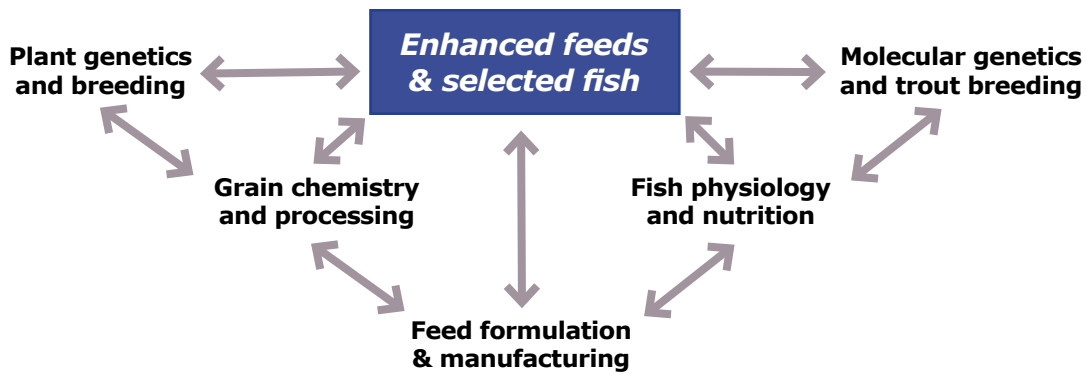 Plant genetics
and breeding
Enhanced feeds
& selected fish
Molecular genetics
and trout breeding
Grain chemistry
and processing
Fish physiology
and nutrition
Feed formulation
& manufacturing